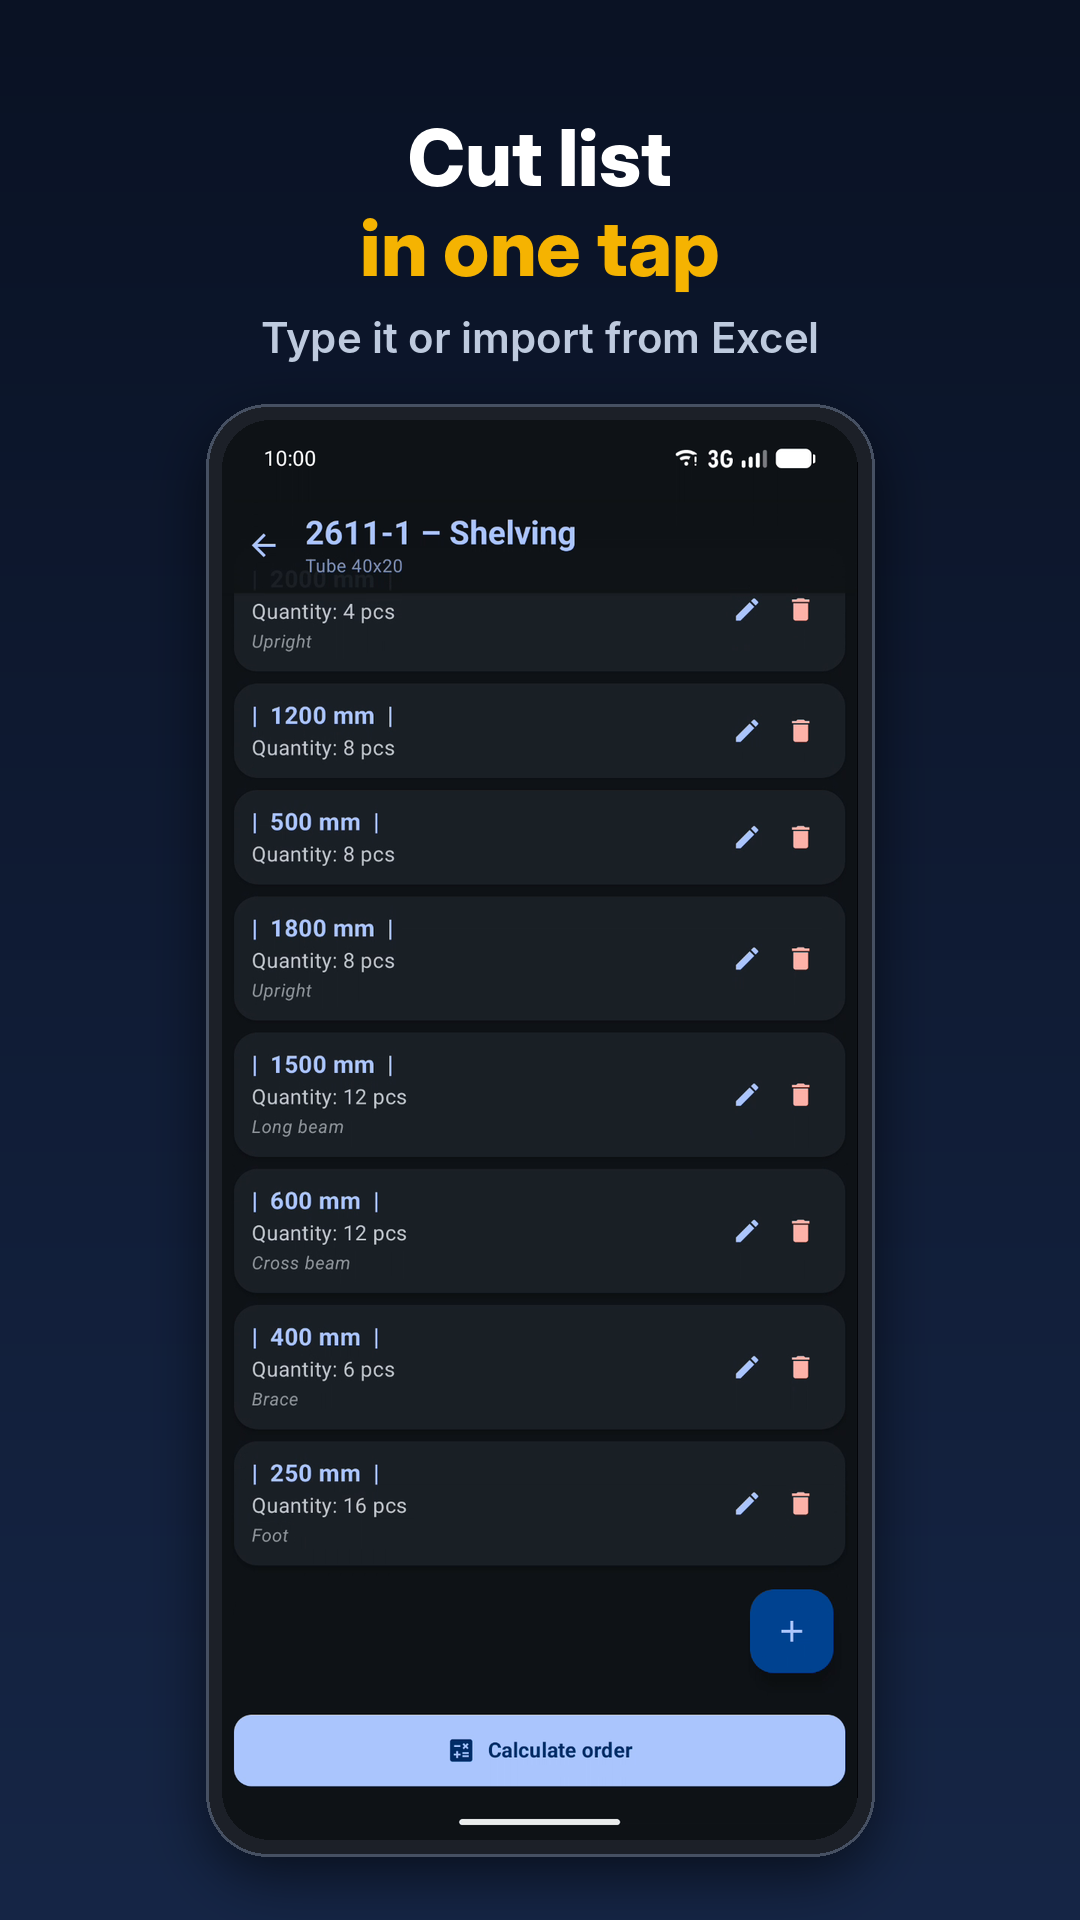 Cut list
in one tap
Type it or import from Excel
10:00
3G
2611-1 – Shelving
Tube 40x20
| 2000 mm |
Quantity: 4 pcs
Upright
| 1200 mm |
Quantity: 8 pcs
| 500 mm |
Quantity: 8 pcs
| 1800 mm |
Quantity: 8 pcs
Upright
| 1500 mm |
Quantity: 12 pcs
Long beam
| 600 mm |
Quantity: 12 pcs
Cross beam
| 400 mm |
Quantity: 6 pcs
Brace
| 250 mm |
Quantity: 16 pcs
Foot
Calculate order